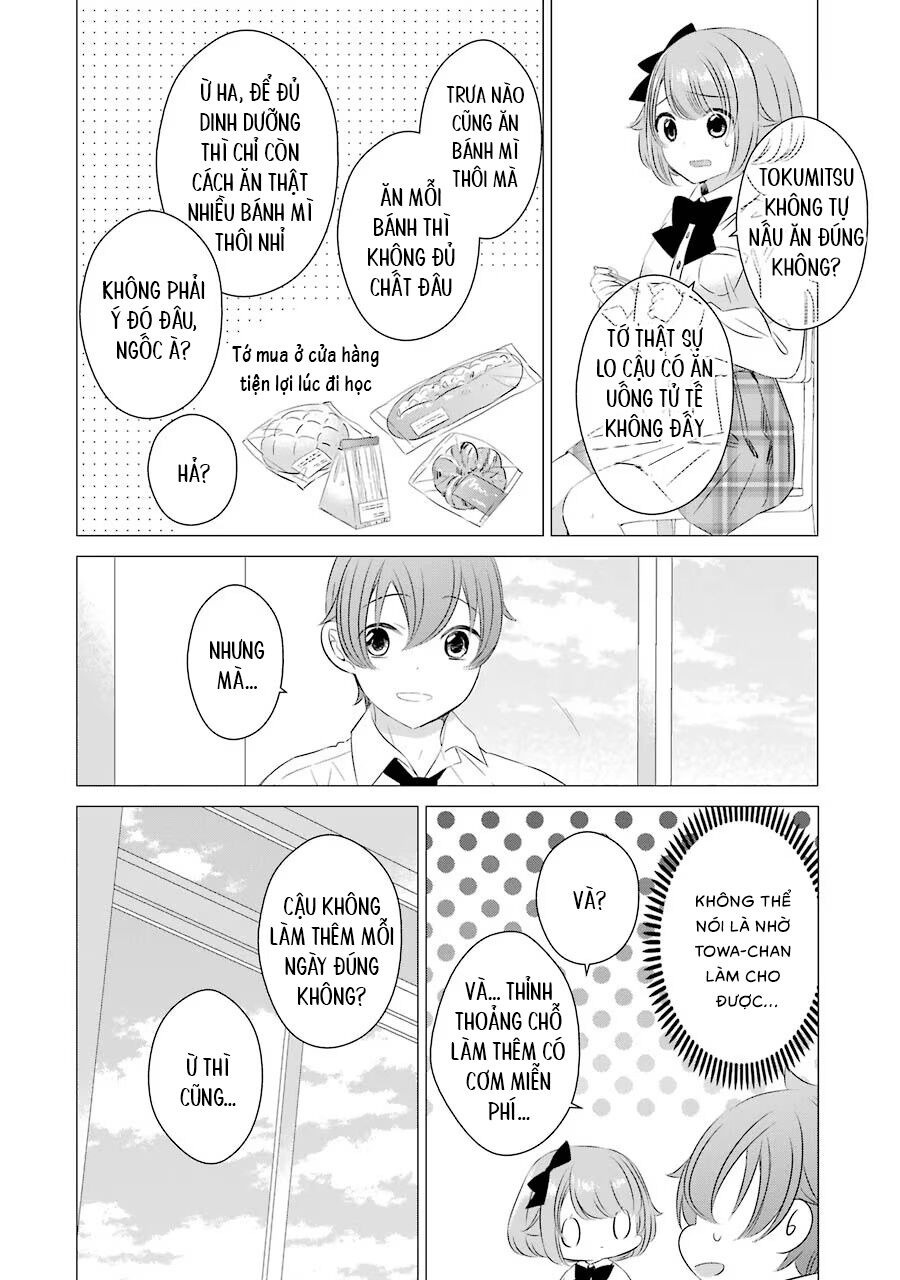 TOKUMITSU
KHÔNG TỰ
NẤU ĂN ĐÚNG
KHÔNG?
TỚ THẬT SỰ
LO CẬU CÓ ĂN
UỐNG TỬ TẾ
KHÔNG ĐẤY
TRƯA NÀO
CŨNG ĂN
BÁNH MÌ
THÔI MÀ
ĂN MỖI
BÁNH THÌ
KHÔNG ĐỦ
CHẤT ĐÂU
Ừ HA, ĐỂ ĐỦ
DINH DƯỠNG
THÌ CHỈ CÒN
CÁCH ĂN THẬT
NHIỀU BÁNH MÌ
THÔI NHỈ
KHÔNG PHẢI
Ý ĐÓ ĐÂU,
NGỐC À?
Tớ mua ở cửa hàng
tiện lợi lúc đi học
HẢ?
NHƯNG
MÀ...
KHÔNG THỂ
NÓI LÀ NHỜ
TOWA-CHAN
LÀM CHO
ĐƯỢC...
VÀ?
VÀ... THỈNH
THOẢNG CHỖ
LÀM THÊM CÓ
CƠM MIỄN
PHÍ...
CẬU KHÔNG
LÀM THÊM MỖI
NGÀY ĐÚNG
KHÔNG?
Ừ THÌ
CŨNG...